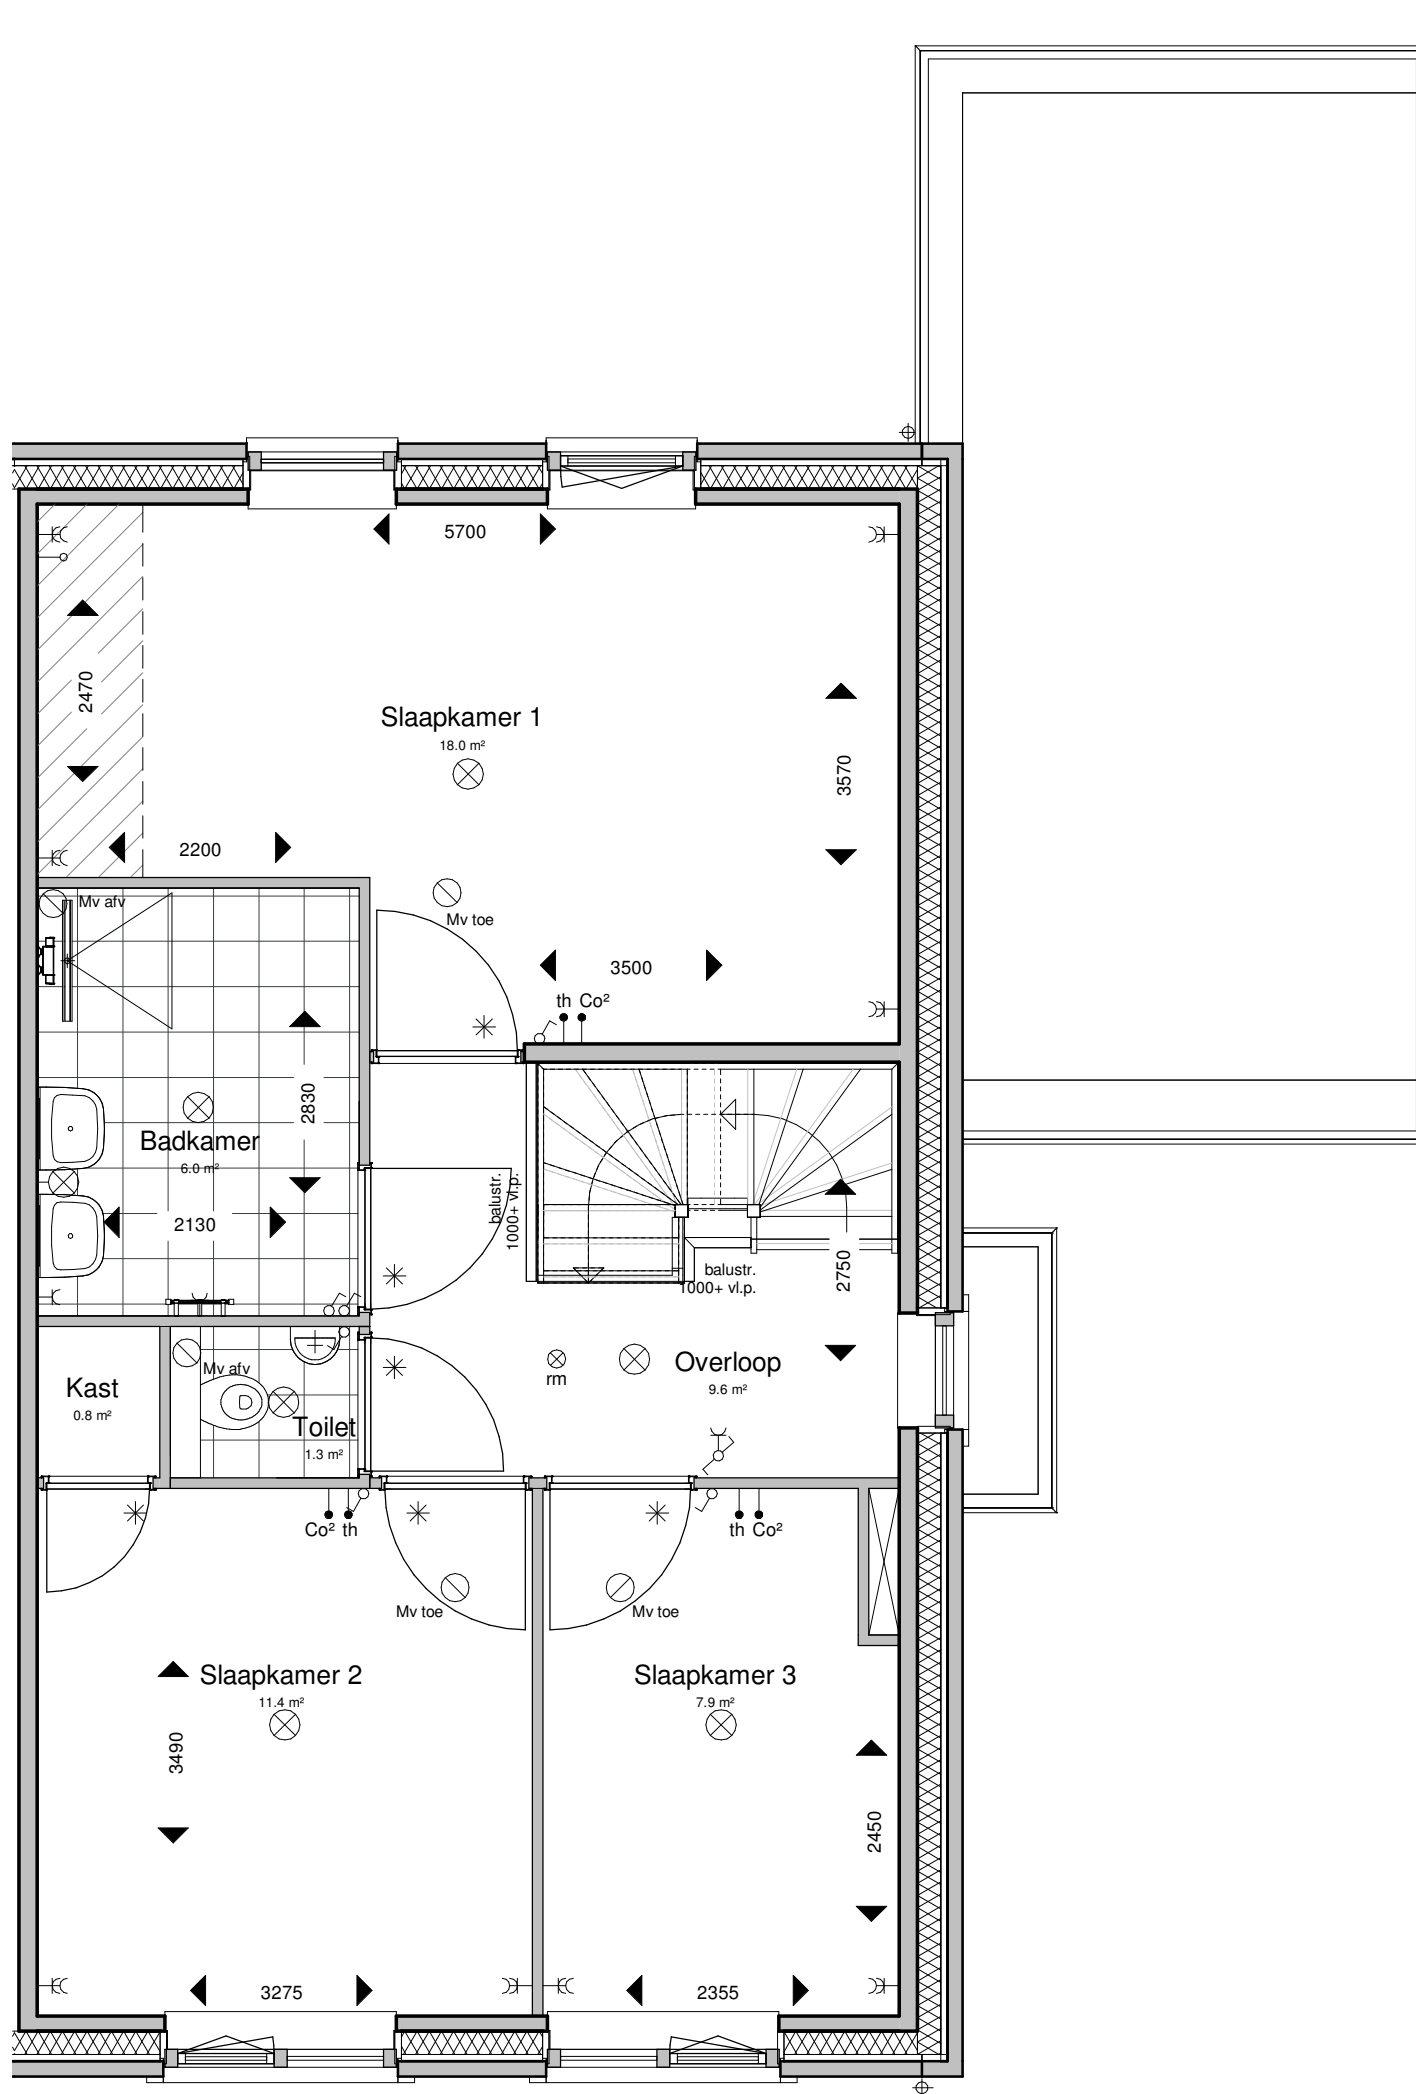 5700
2470
Slaapkamer 1
18.0 m²
3570
2200
Mv afv
Mv toe
3500
th Co²
2830
Badkamer
6.0 m²
2130
balustr.
1000+ vl.p.
2750
balustr.
1000+ vl.p.
Mv afv
Kast
0.8 m²
Toilet
1.3 m²
rm
Overloop
9.6 m²
Co² th
th Co²
Mv toe
Mv toe
Slaapkamer 2
11.4 m²
Slaapkamer 3
7.9 m²
3490
2450
3275
2355